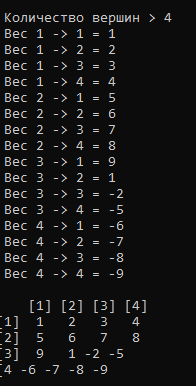 Количество вершин > 4
Вес 1 -> 1 = 1
Вес 1 -> 2 = 2
Вес 1 -> 3 = 3
Вес 1 -> 4 = 4
Вес 2 -> 1 = 5
Вес 2 -> 2 = 6
Вес 2 -> 3 = 7
Вес 2 -> 4 = 8
Вес 3 -> 1 = 9
Вес 3 -> 2 = 1
Вес 3 -> 3 = -2
Вес 3 -> 4 = -5
Вес 4 -> 1 = -6
Вес 4 -> 2 = -7
Вес 4 -> 3 = -8
Вес 4 -> 4 = -9
[1] [2] [3] [4]
[1] 1 2 3 4
[2] 5 6 7 8
[3] 9 1 -2 -5
[4 -6 -7 -8 -9